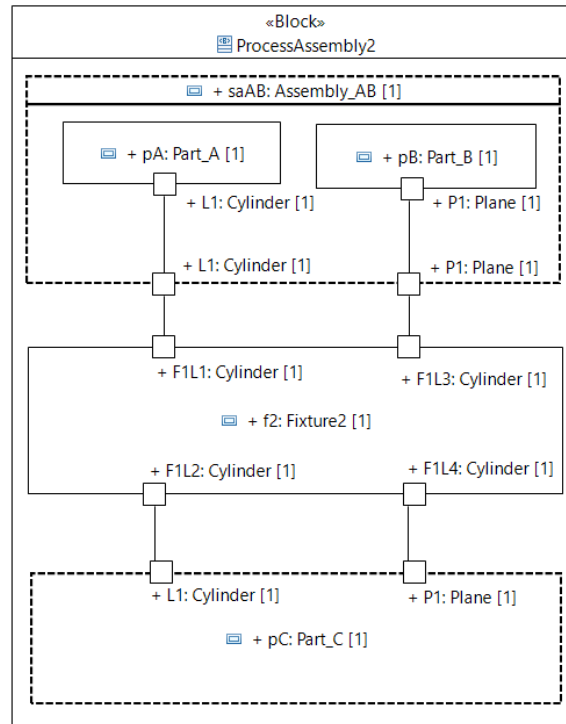 «Block»
ProcessAssembly2
+ saAB: Assembly_AB [1]
+ pA: Part_A [1]
+ pB: Part_B [1]
+ L1: Cylinder [1]
+ P1: Plane [1]
+ L1: Cylinder [1]
+ P1: Plane [1]
+ F1L1: Cylinder [1]
+ F1L3: Cylinder [1]
+ f2: Fixture2 [1]
+ F1L2: Cylinder [1]
+ F1L4: Cylinder [1]
+ L1: Cylinder [1]
+ P1: Plane [1]
+ pC: Part_C [1]